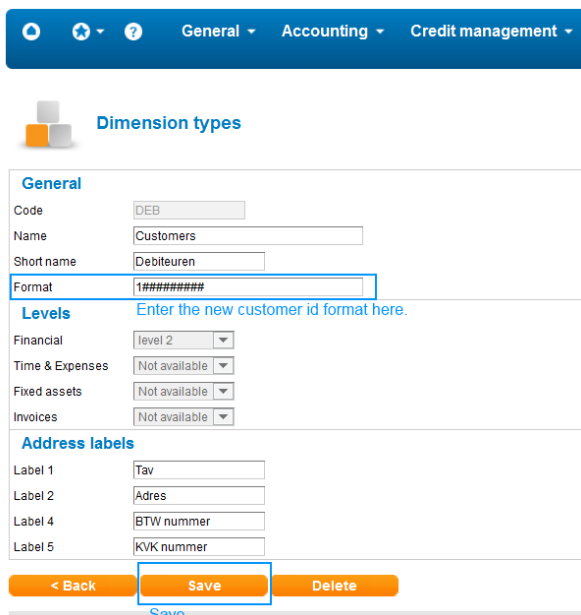 General Accounting Credit management
Dimension types
General
Code DEB
Name Customers
Short name Debiteuren
Format 1#########
Enter the new customer id format here.
Levels
Financial level 2
Time & Expenses Not available
Fixed assets Not available
Invoices Not available
Address labels
Label 1 Tav
Label 2 Adres
Label 4 BTW nummer
Label 5 KVK nummer
< Back Save Delete
Save